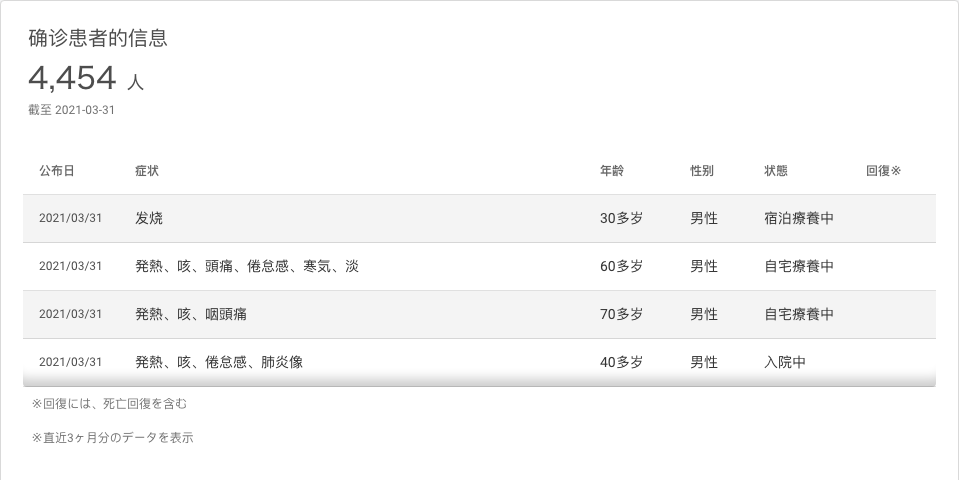 确诊患者的信息
4,454 人
截至 2021-03-31
公布日 症状 年龄 性别 状態 回復※
2021/03/31 发烧 30多岁 男性 宿泊療養中
2021/03/31 発熱、咳、頭痛、倦怠感、寒気、淡 60多岁 男性 自宅療養中
2021/03/31 発熱、咳、咽頭痛 70多岁 男性 自宅療養中
2021/03/31 発熱、咳、倦怠感、肺炎像 40多岁 男性 入院中
※回復には、死亡回復を含む
※直近3ヶ月分のデータを表示